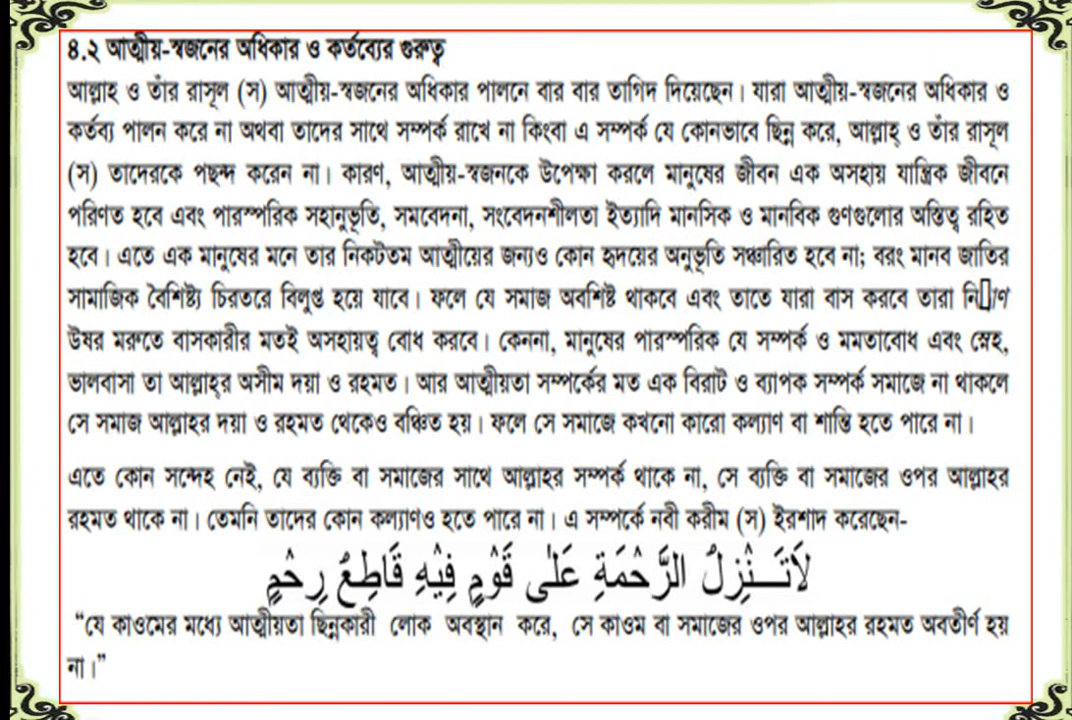 ৪.২ আত্মীয়-স্বজনের অধিকার ও কর্তব্যের গুরুত্ব
আল্লাহ ও তাঁর রাসূল (স) আত্মীয়-স্বজনের অধিকার পালনে বার বার তাগিদ দিয়েছেন। যারা আত্মীয়-স্বজনের অধিকার ও
কর্তব্য পালন করে না অথবা তাদের সাথে সম্পর্ক রাখে না কিংবা এ সম্পর্ক যে কোনভাবে ছিন্ন করে, আল্লাহ্ ও তাঁর রাসূল
(স) তাদেরকে পছন্দ করেন না। কারণ, আত্মীয়-স্বজনকে উপেক্ষা করলে মানুষের জীবন এক অসহায় যান্ত্রিক জীবনে
পরিণত হবে এবং পারস্পরিক সহানুভূতি, সমবেদনা, সংবেদনশীলতা ইত্যাদি মানসিক ও মানবিক গুণগুলোর অস্তিত্ব রহিত
হবে। এতে এক মানুষের মনে তার নিকটতম আত্মীয়ের জন্যও কোন হৃদয়ের অনুভূতি সঞ্চারিত হবে না; বরং মানব জাতির
সামাজিক বৈশিষ্ট্য চিরতরে বিলুপ্ত হয়ে যাবে। ফলে যে সমাজ অবশিষ্ট থাকবে এবং তাতে যারা বাস করবে তারা
উষর মরুতে বাসকারীর মতই অসহায়ত্ব বোধ করবে। কেননা, মানুষের পারস্পরিক যে সম্পর্ক ও মমতাবোধ এবং স্নেহ,
ভালবাসা তা আল্লাহ্‌র অসীম দয়া ও রহমত। আর আত্মীয়তা সম্পর্কের মত এক বিরাট ও ব্যাপক সম্পর্ক সমাজে না থাকলে
সে সমাজ আল্লাহর দয়া ও রহমত থেকেও বঞ্চিত হয়। ফলে সে সমাজে কখনো কারো কল্যাণ বা শান্তি হতে পারে না।
এতে কোন সন্দেহ নেই, যে ব্যক্তি বা সমাজের সাথে আল্লাহর সম্পর্ক থাকে না, সে ব্যক্তি বা সমাজের ওপর আল্লাহর
রহমত থাকে না। তেমনি তাদের কোন কল্যাণও হতে পারে না। এ সম্পর্কে নবী করীম (স) ইরশাদ করেছেন-
لاَتَـــنْزِلُ الرَّحْمَةِ عَلٰى قَوْمٍ فِيْهِ قَاطِعُ رِحْمٍ
“যে কাওমের মধ্যে আত্মীয়তা ছিন্নকারী লোক অবস্থান করে, সে কাওম বা সমাজের ওপর আল্লাহর রহমত অবতীর্ণ হয়
না।”